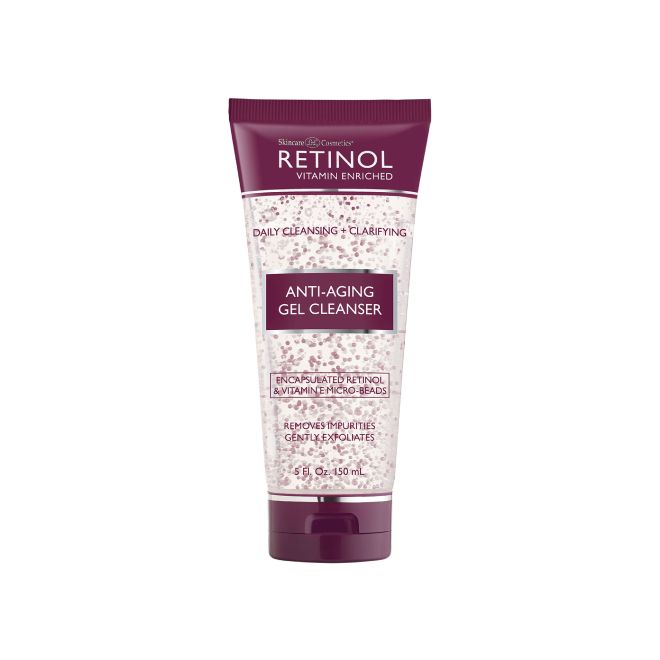 Skincare LdeL Cosmetics®
RETINOL
VITAMIN ENRICHED
DAILY CLEANSING + CLARIFYING
ANTI-AGING
GEL CLEANSER
ENCAPSULATED RETINOL
& VITAMIN E MICRO-BEADS
REMOVES IMPURITIES
GENTLY EXFOLIATES
5 Fl. Oz. 150 mL